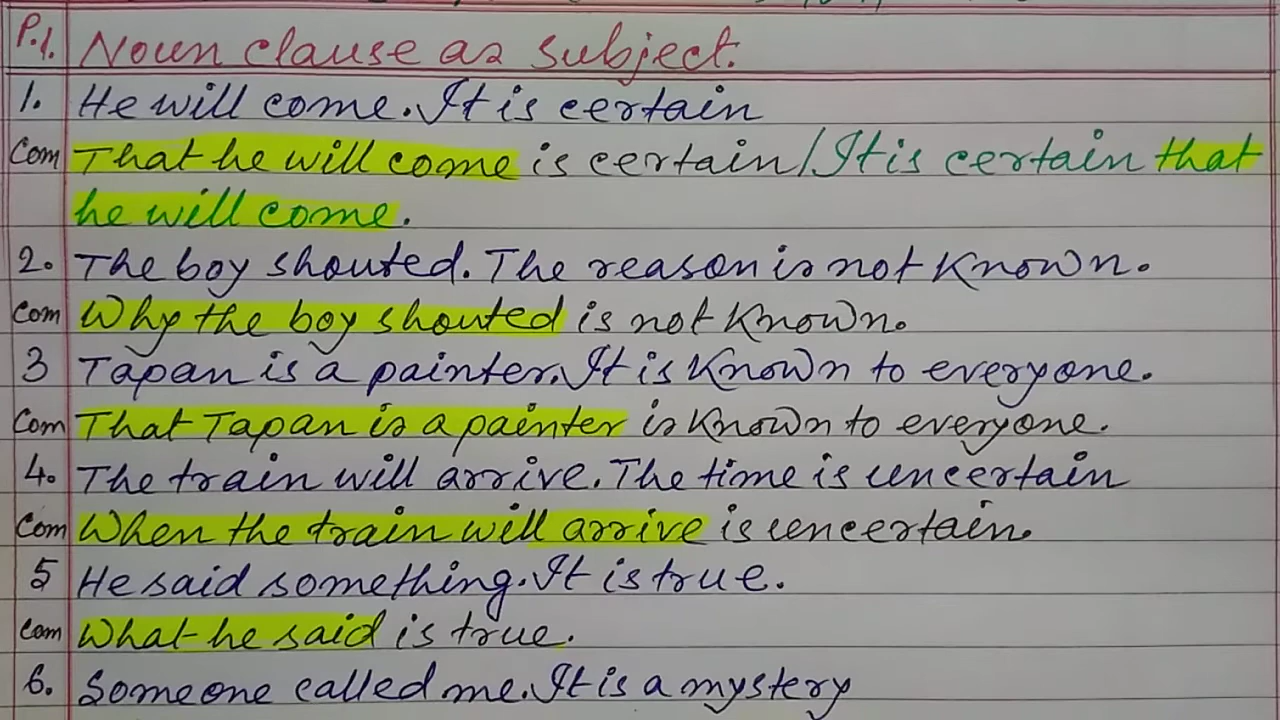 P.1. Noun clause as subject.
1. He will come. It is certain
Com That he will come is certain/It is certain that
he will come.
2. The boy shouted. The reason is not known.
Com Why the boy shouted is not known.
3 Tapan is a painter. It is known to everyone.
Com That Tapan is a painter is known to everyone.
4. The train will arrive. The time is uncertain
Com When the train will arrive is uncertain.
5 He said something. It is true.
Com What he said is true.
6. Someone called me. It is a mystery